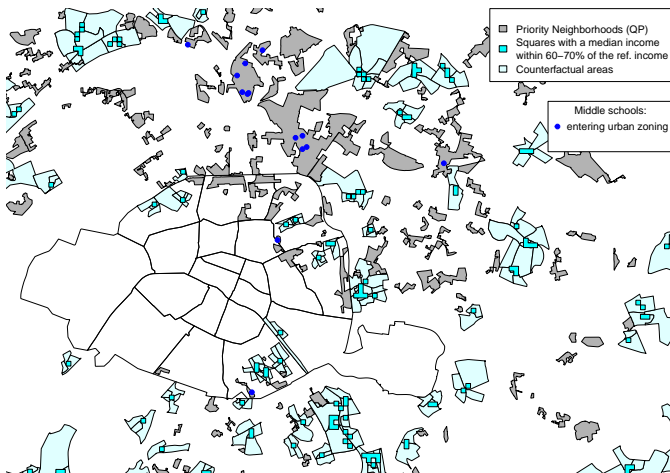 Priority Neighborhoods (QP)
Squares with a median income
within 60–70% of the ref. income
Counterfactual areas
Middle schools:
entering urban zoning